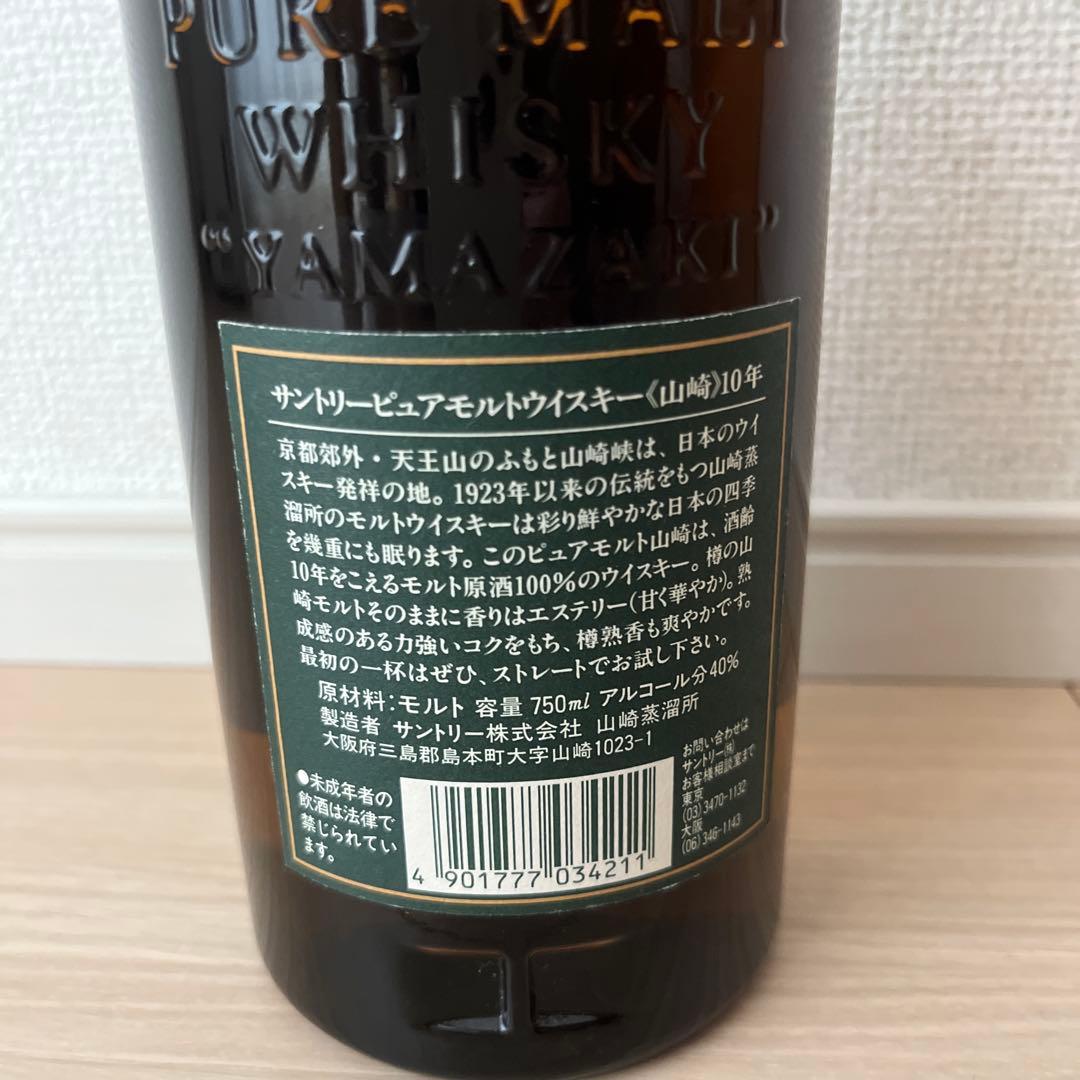 PURE MALT
WHISKY
“YAMAZAKI”
サントリーピュアモルトウイスキー《山崎》10年
京都郊外・天王山のふもと山崎峡は、日本のウイ
スキー発祥の地。1923年以来の伝統をもつ山崎蒸
溜所のモルトウイスキーは彩り鮮やかな日本の四季
を幾重にも眠ります。このピュアモルト山崎は、酒齢
10年をこえるモルト原酒100%のウイスキー。樽の山
崎モルトそのままに香りはエステリー(甘く華やか)。熟
成感のある力強いコクをもち、樽熟香も爽やかです。
最初の一杯はぜひ、ストレートでお試し下さい。
原材料:モルト 容量 750ml アルコール分40%
製造者 サントリー株式会社 山崎蒸溜所
大阪府三島郡島本町大字山崎1023-1
●未成年者の
飲酒は法律で
禁じられてい
ます。
4 901777 034211
お問い合わせは
サントリー㈱
お客様相談室まで
東京
(03)3470-1132
大阪
(06)346-1143